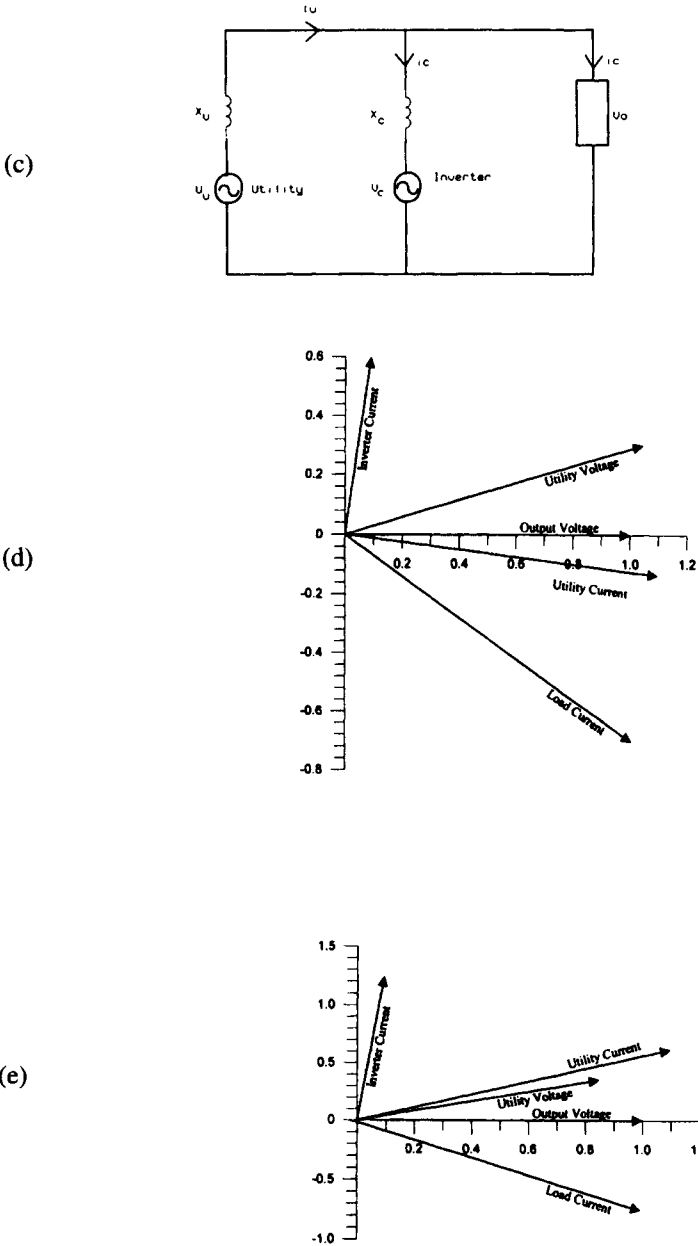 Iu
ic
ic
Xu
Xc
Uo
(c)
Inverter
Uu
Utility
Uc
0.6
Inverter Current
0.4
0.2
Utility Voltage
Output Voltage
0
0.2
0.4
0.6
0.8
1.0
1.2
(d)
Utility Current
-0.2
-0.4
-0.6
Load Current
-0.8
1.5
1.0
Inverter Current
Utility Current
0.5
(e)
Utility Voltage
Output Voltage
0
0.2
0.4
0.6
0.8
1.0
1
-0.5
Load Current
-1.0